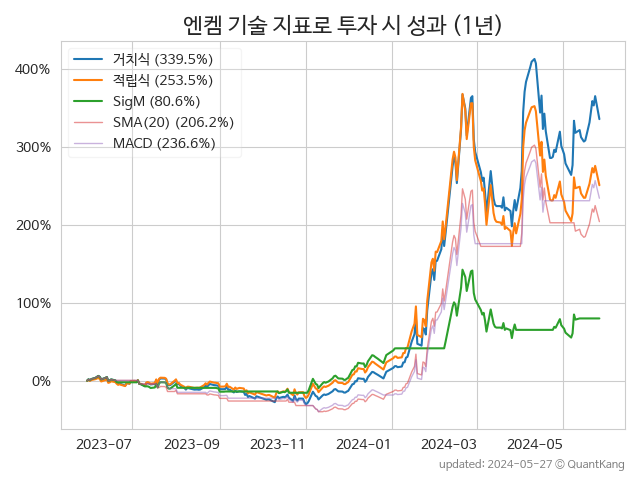 엔켐 기술 지표로 투자 시 성과 (1년)
거치식 (339.5%)
적립식 (253.5%)
SigM (80.6%)
SMA(20) (206.2%)
MACD (236.6%)
400%
300%
200%
100%
0%
2023-07 2023-09 2023-11 2024-01 2024-03 2024-05
updated: 2024-05-27 © QuantKang